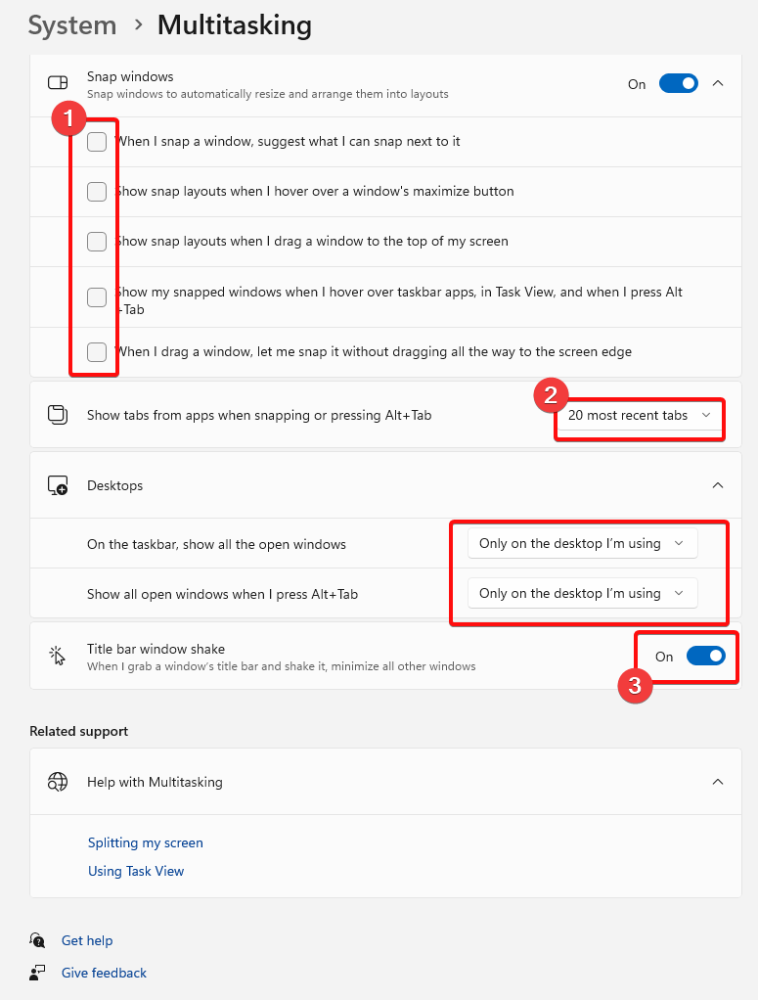 System > Multitasking
Snap windows
On
Snap windows to automatically resize and arrange them into layouts
1
When I snap a window, suggest what I can snap next to it
Show snap layouts when I hover over a window's maximize button
Show snap layouts when I drag a window to the top of my screen
Show my snapped windows when I hover over taskbar apps, in Task View, and when I press Alt
+Tab
When I drag a window, let me snap it without dragging all the way to the screen edge
2
Show tabs from apps when snapping or pressing Alt+Tab
20 most recent tabs
Desktops
On the taskbar, show all the open windows
Only on the desktop I'm using
Show all open windows when I press Alt+Tab
Only on the desktop I'm using
Title bar window shake
On
When I grab a window's title bar and shake it, minimize all other windows
3
Related support
Help with Multitasking
Splitting my screen
Using Task View
Get help
Give feedback